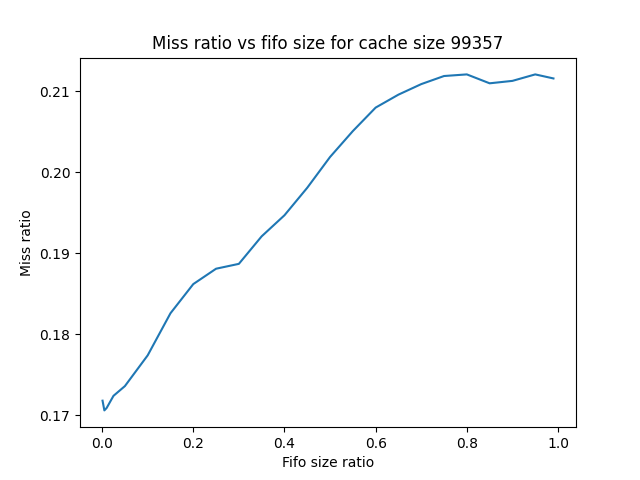 Miss ratio vs fifo size for cache size 99357
0.21
0.20
0.19
0.18
0.17
Miss ratio
0.0 0.2 0.4 0.6 0.8 1.0
Fifo size ratio